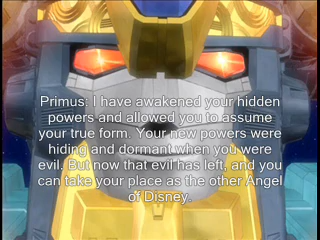 Primus: I have awakened your hidden
powers and allowed you to assume
your true form. Your new powers were
hiding and dormant when you were
evil. But now that evil has left, and you
can take your place as the other Angel
of Disney.